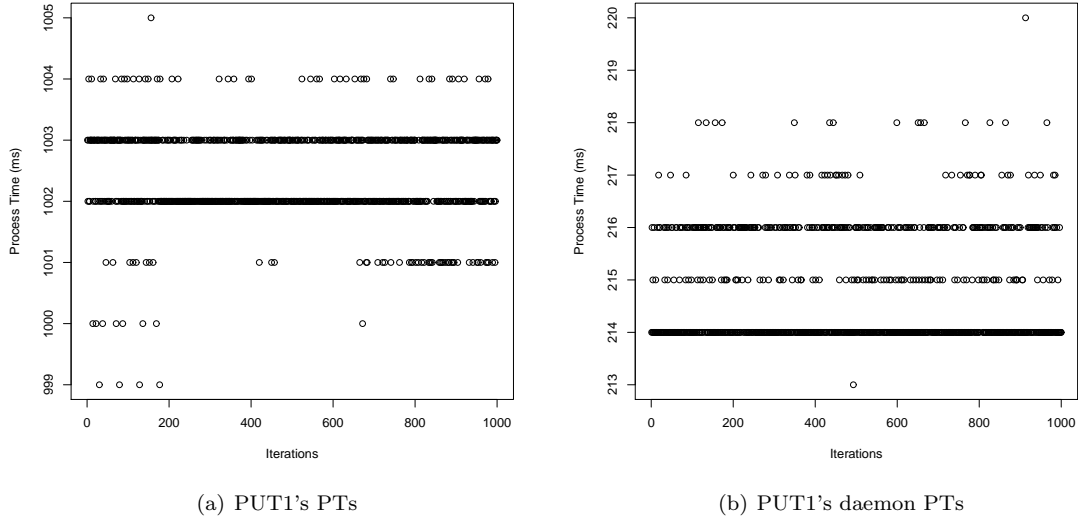 1005
1004
1003
1002
1001
1000
999
Process Time (ms)
0 200 400 600 800 1000
Iterations
(a) PUT1's PTs
220
219
218
217
216
215
214
213
Process Time (ms)
0 200 400 600 800 1000
Iterations
(b) PUT1's daemon PTs